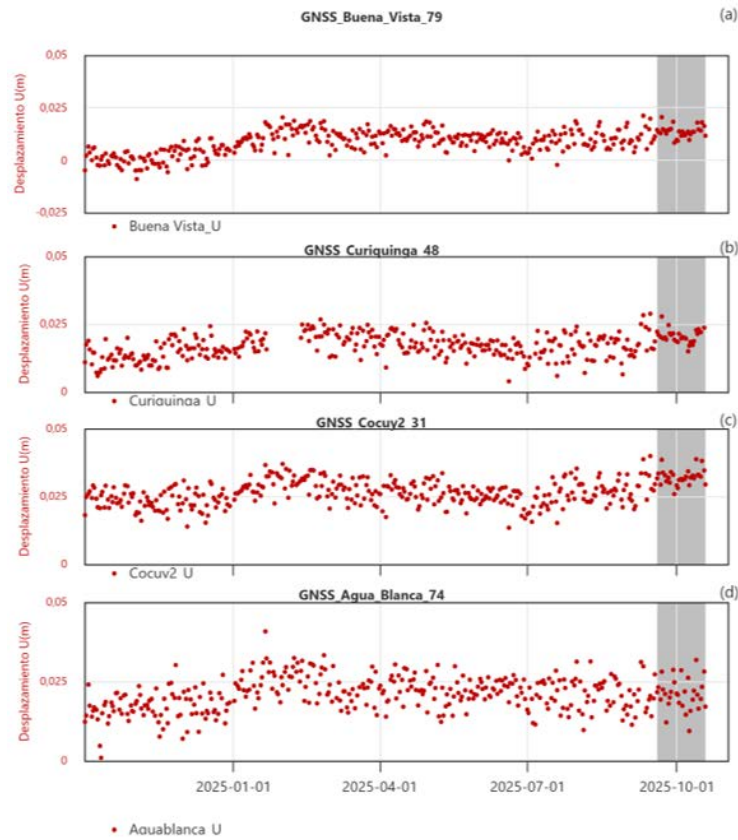 GNSS_Buena_Vista_79
(a)
Desplazamiento U(m)
0,05
0,025
0
-0,025
Buena Vista_U
GNSS_Curiquinga_48
(b)
Desplazamiento U(m)
0,05
0,025
0
Curiquinga_U
GNSS_Cocuy2_31
(c)
Desplazamiento U(m)
0,05
0,025
0
Cocuy2_U
GNSS_Agua_Blanca_74
(d)
Desplazamiento U(m)
0,05
0,025
0
2025-01-01 2025-04-01 2025-07-01 2025-10-01
Aguablanca_U